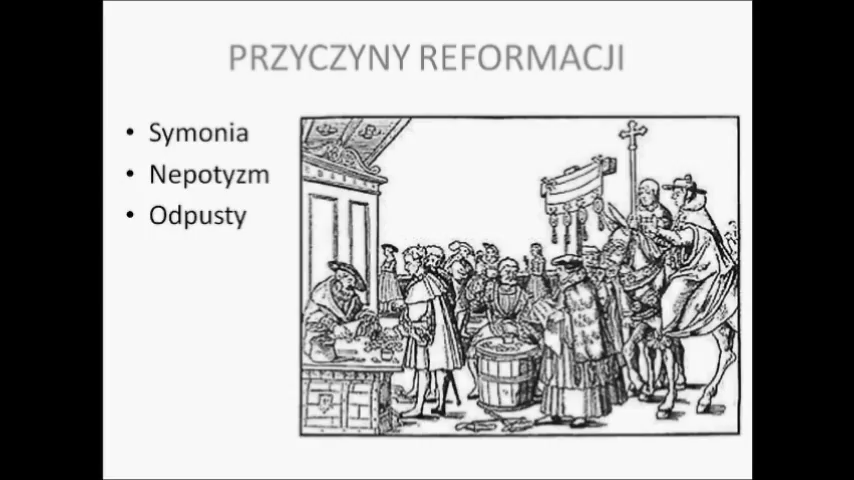 PRZYCZYNY REFORMACJI
• Symonia
• Nepotyzm
• Odpusty